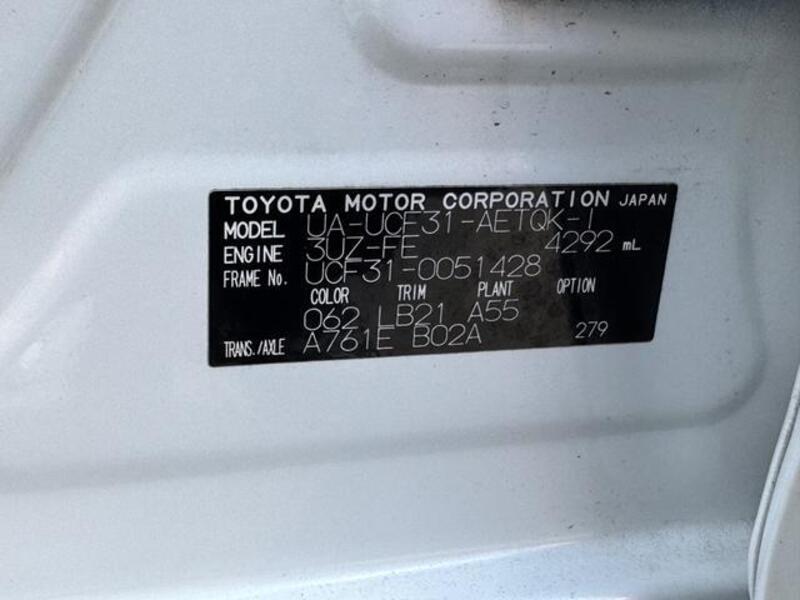 TOYOTA MOTOR CORPORATION JAPAN
MODEL UA-UCF31-AETQK-I
ENGINE 3UZ-FE 4292 mL
FRAME No. UCF31-0051428
COLOR TRIM PLANT OPTION
062 LB21 A55
TRANS./AXLE A761E B02A 279